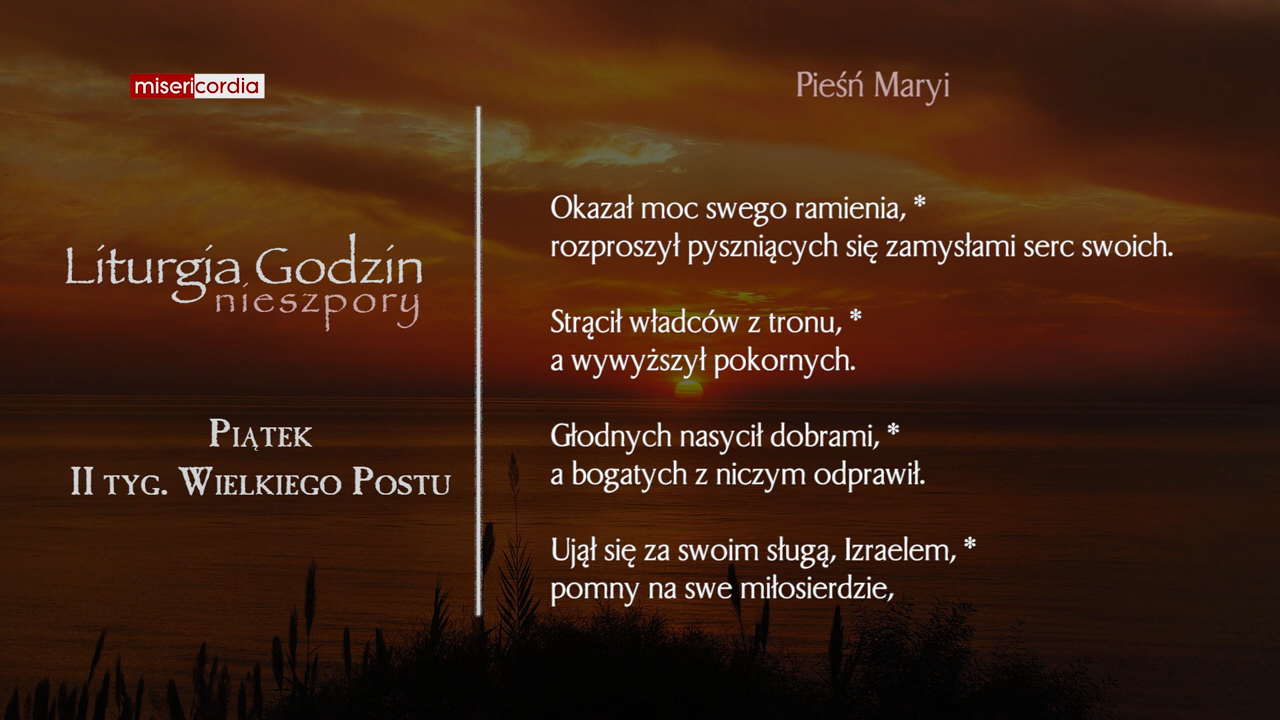 misericordia
Liturgia Godzin
nieszpory
Piątek
II tyg. Wielkiego Postu
Pieśń Maryi
Okazał moc swego ramienia, *
rozproszył pyszniących się zamysłami serc swoich.
Strącił władców z tronu, *
a wywyższył pokornych.
Głodnych nasycił dobrami, *
a bogatych z niczym odprawił.
Ujął się za swoim sługą, Izraelem, *
pomny na swe miłosierdzie,